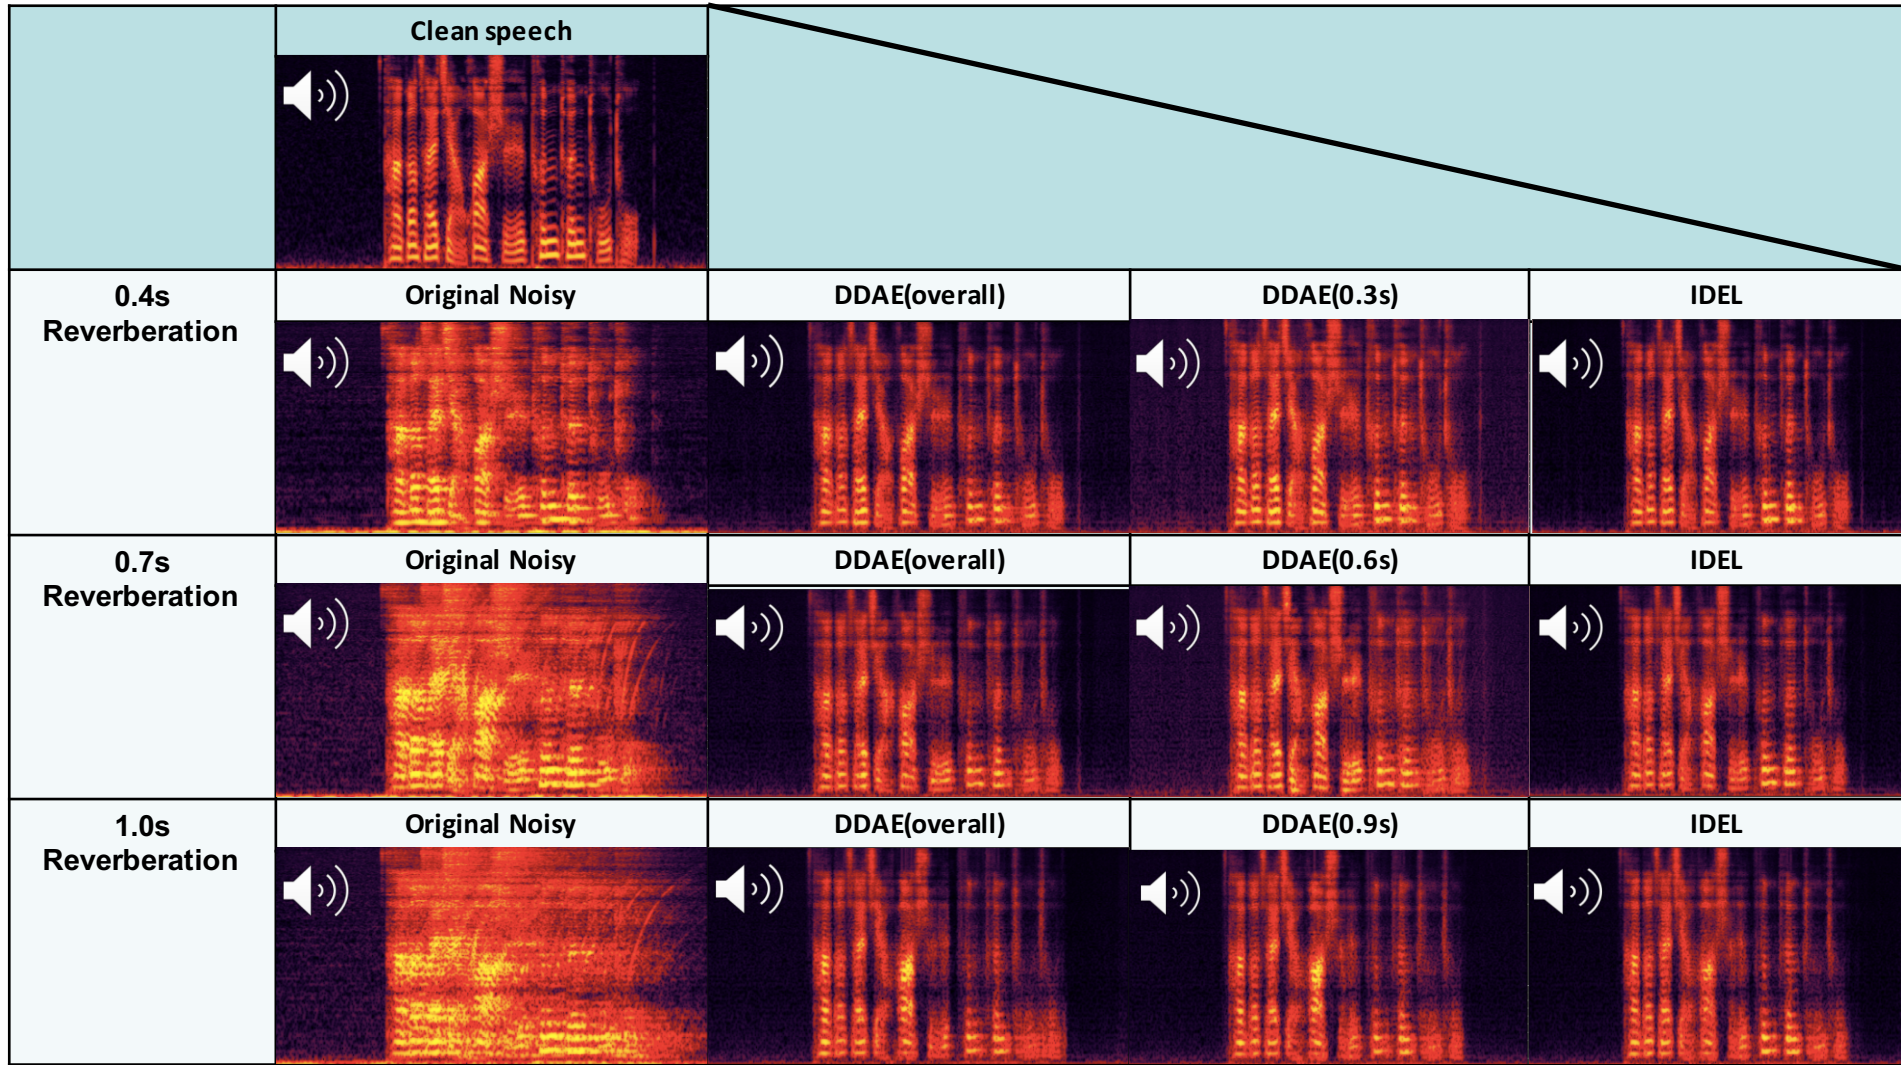 Clean speech
0.4s
Reverberation
Original Noisy
DDAE(overall)
DDAE(0.3s)
IDEL
0.7s
Reverberation
Original Noisy
DDAE(overall)
DDAE(0.6s)
IDEL
1.0s
Reverberation
Original Noisy
DDAE(overall)
DDAE(0.9s)
IDEL